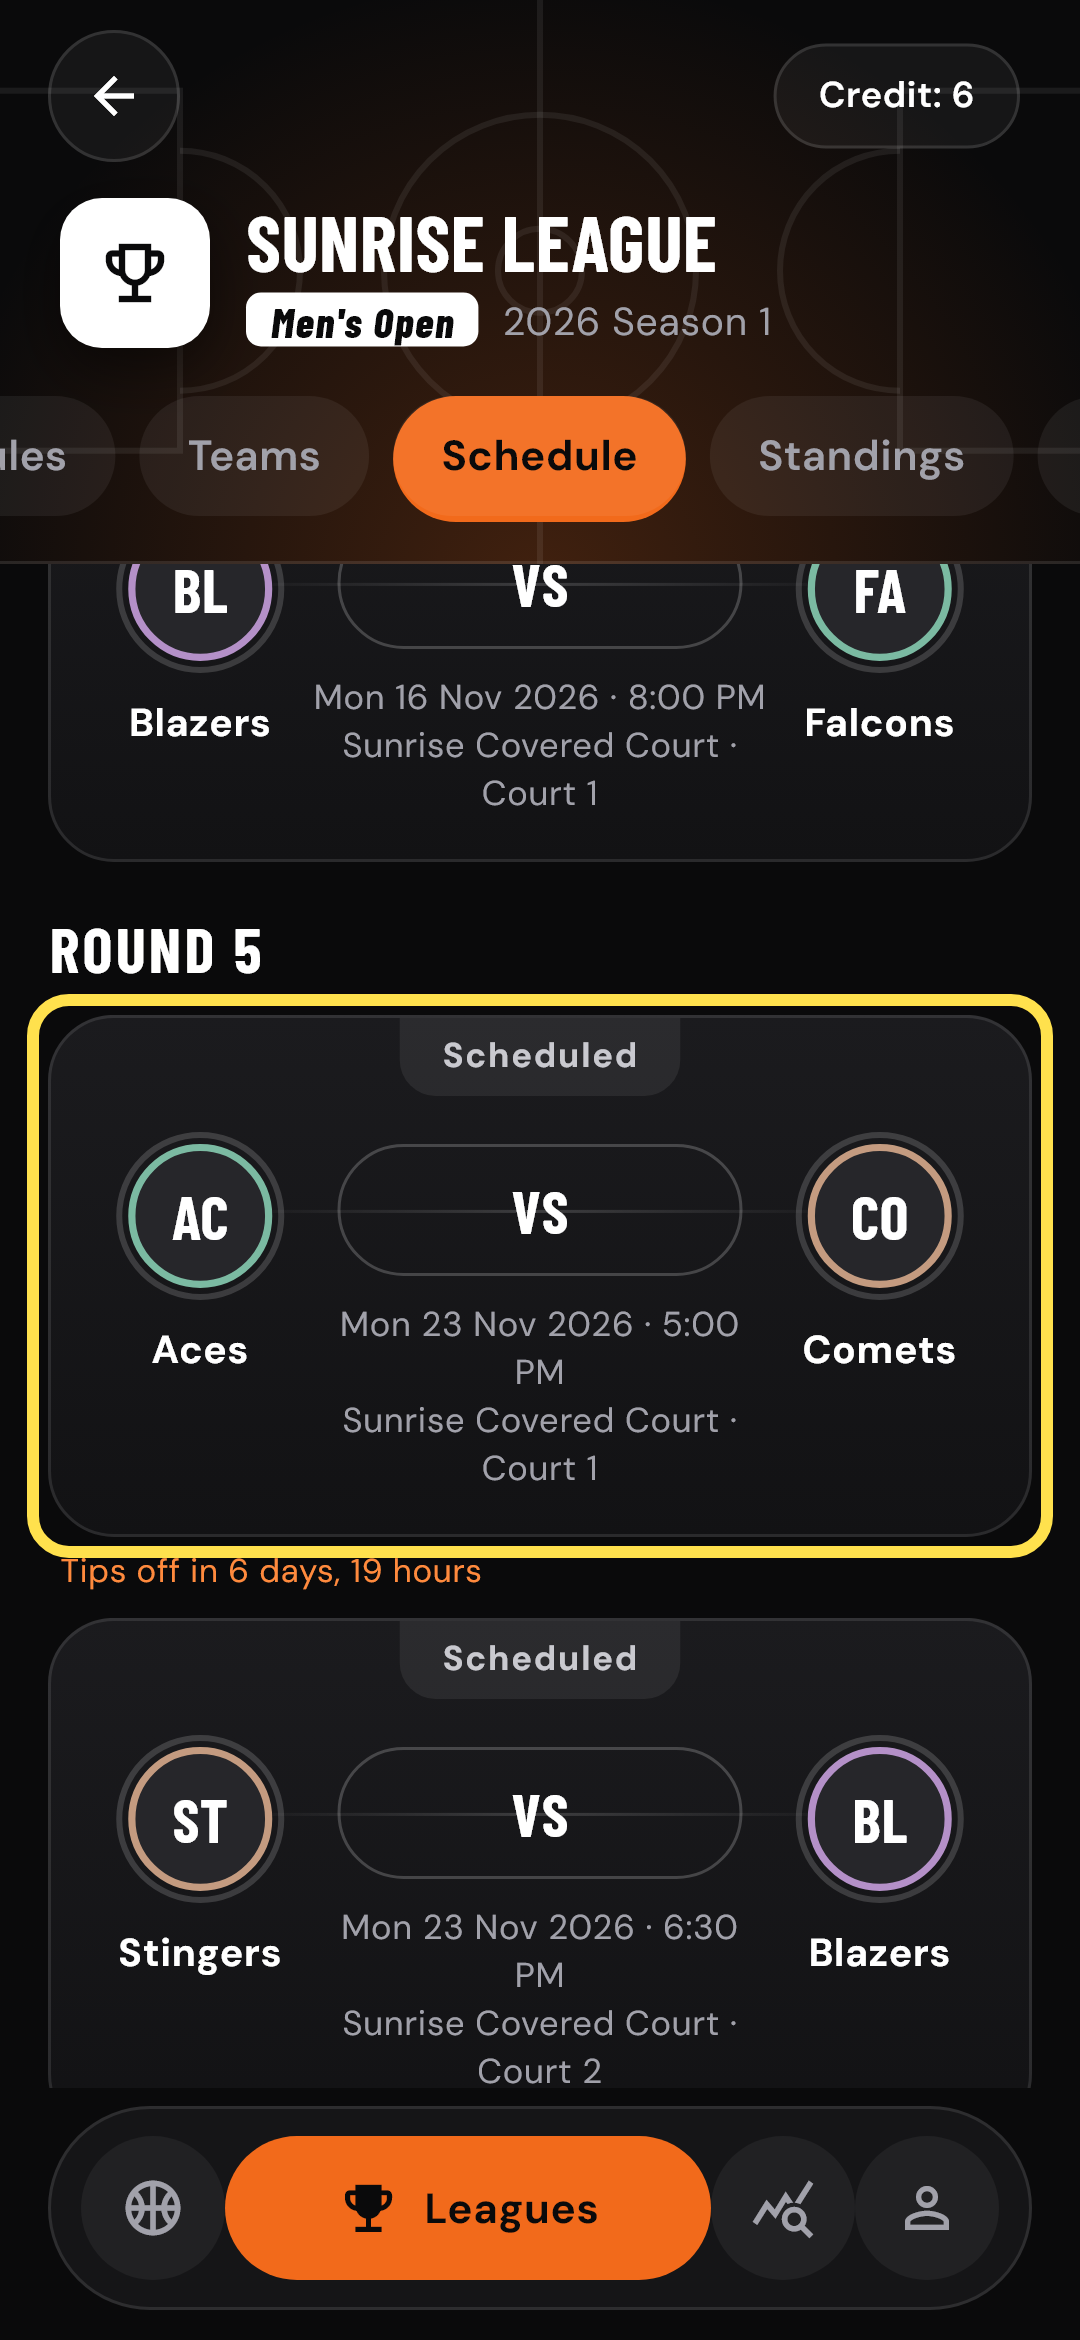 Credit: 6
SUNRISE LEAGUE
Men's Open 2026 Season 1
Teams Schedule Standings
BL VS FA
Blazers Mon 16 Nov 2026 · 8:00 PM Falcons
Sunrise Covered Court ·
Court 1
ROUND 5
Scheduled
AC VS CO
Aces Mon 23 Nov 2026 · 5:00 Comets
PM
Sunrise Covered Court ·
Court 1
Tips off in 6 days, 19 hours
Scheduled
ST VS BL
Stingers Mon 23 Nov 2026 · 6:30 Blazers
PM
Sunrise Covered Court ·
Court 2
Leagues